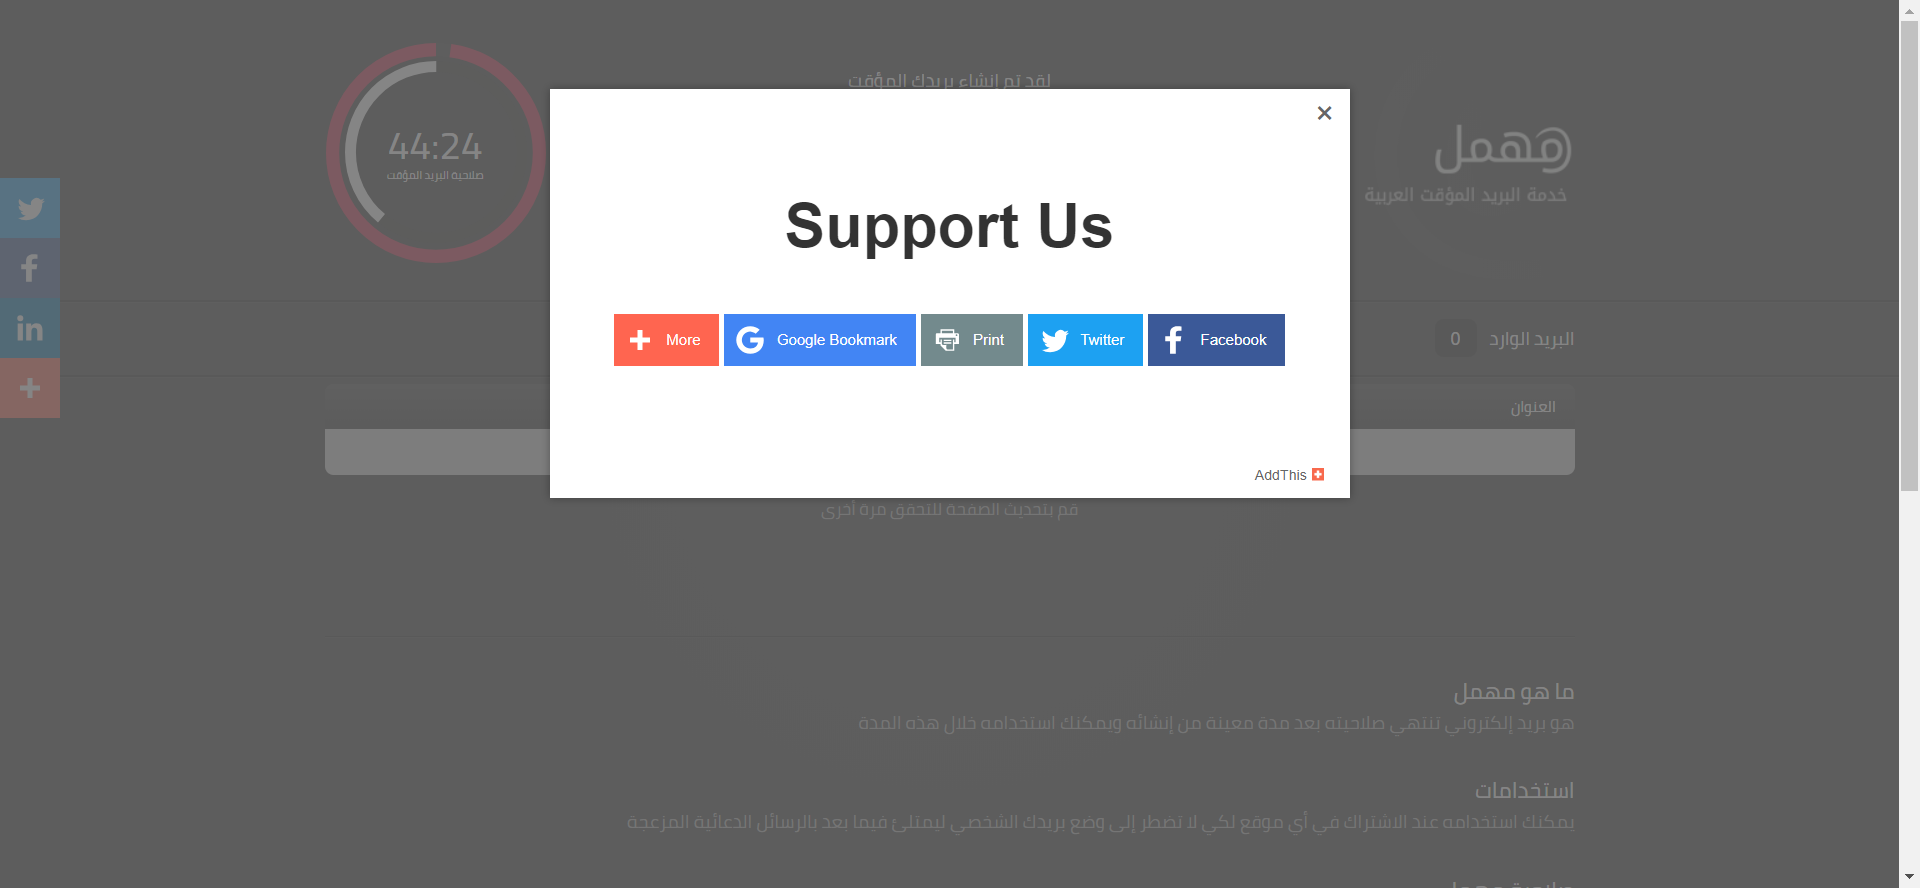 لقد تم إنشاء بريدك المؤقت
44:24
صلاحية البريد المؤقت
مهمل
خدمة البريد المؤقت العربية
Support Us
More
Google Bookmark
Print
Twitter
Facebook
البريد الوارد 0
العنوان
AddThis
قم بتحديث الصفحة للتحقق مرة أخرى
ما هو مهمل
هو بريد إلكتروني تنتهي صلاحيته بعد مدة معينة من إنشائه ويمكنك استخدامه خلال هذه المدة
استخدامات
يمكنك استخدامه عند الاشتراك في أي موقع لكي لا تضطر إلى وضع بريدك الشخصي ليمتلئ فيما بعد بالرسائل الدعائية المزعجة